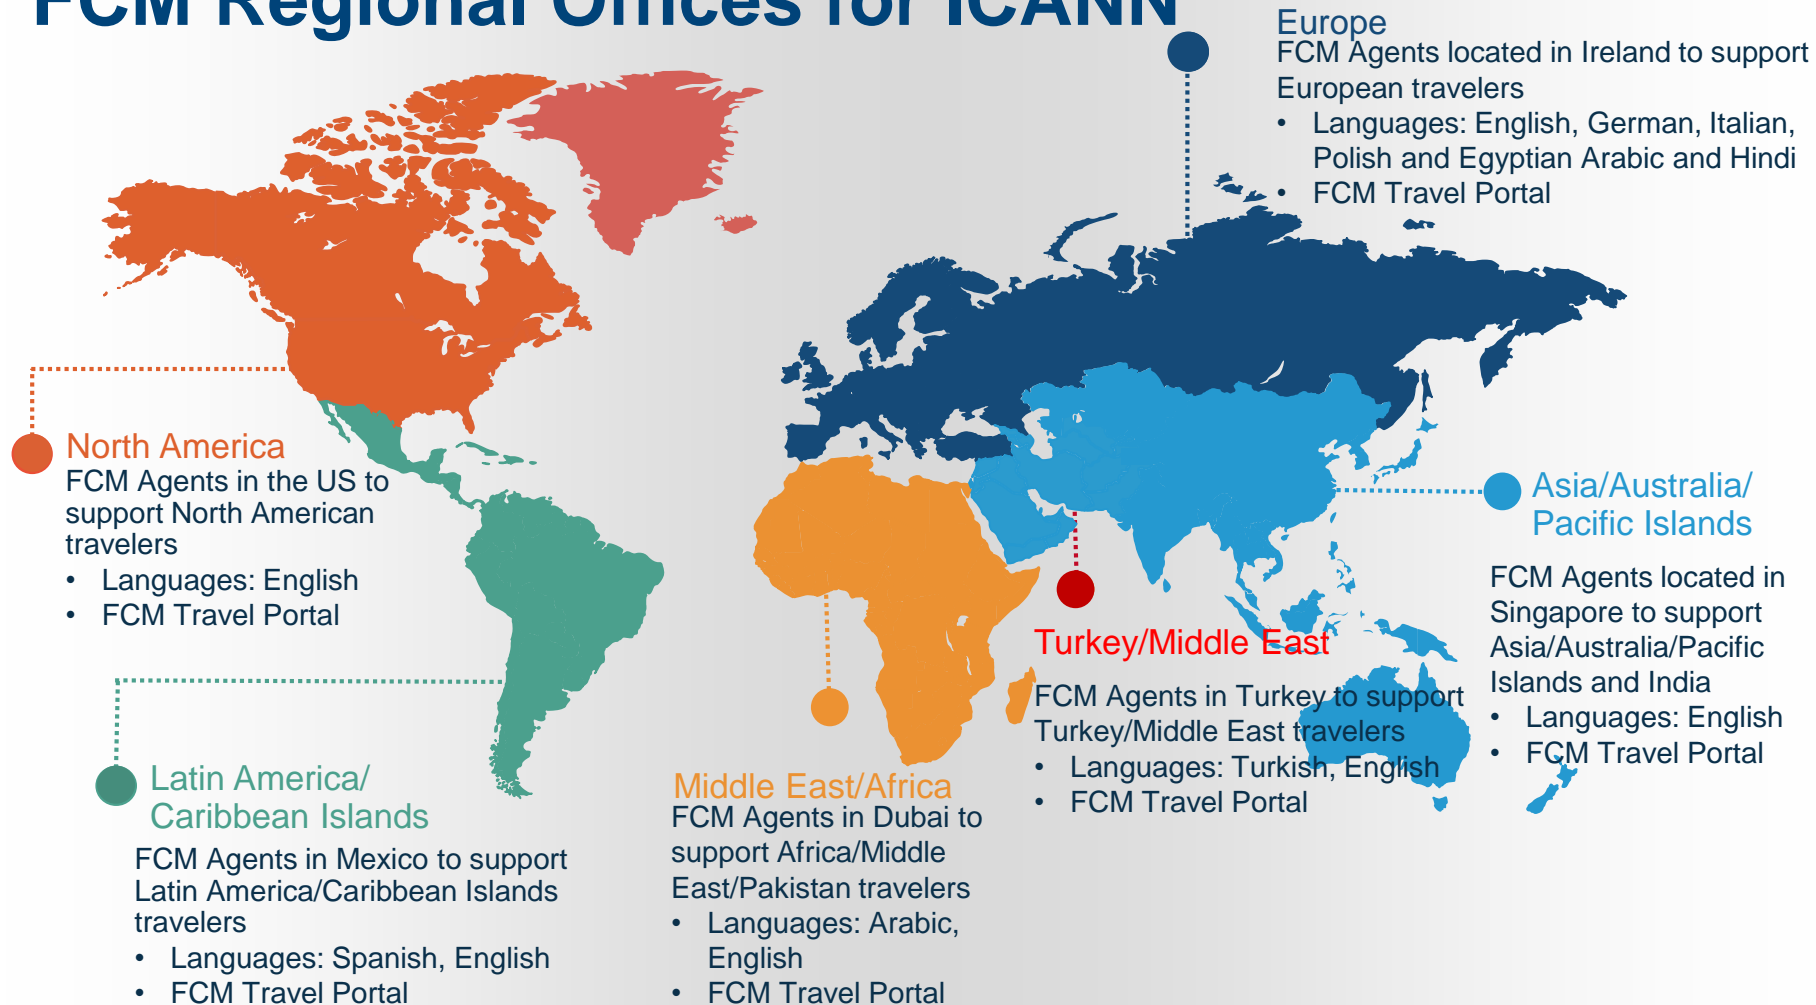 FCM Regional Offices for ICANN
Europe
FCM Agents located in Ireland to support
European travelers
• Languages: English, German, Italian,
Polish and Egyptian Arabic and Hindi
• FCM Travel Portal
North America
FCM Agents in the US to
support North American
travelers
• Languages: English
• FCM Travel Portal
Asia/Australia/
Pacific Islands
FCM Agents located in
Singapore to support
Asia/Australia/Pacific
Islands and India
• Languages: English
• FCM Travel Portal
Turkey/Middle East
FCM Agents in Turkey to support
Turkey/Middle East travelers
• Languages: Turkish, English
• FCM Travel Portal
Latin America/
Caribbean Islands
FCM Agents in Mexico to support
Latin America/Caribbean Islands
travelers
• Languages: Spanish, English
• FCM Travel Portal
Middle East/Africa
FCM Agents in Dubai to
support Africa/Middle
East/Pakistan travelers
• Languages: Arabic,
English
• FCM Travel Portal